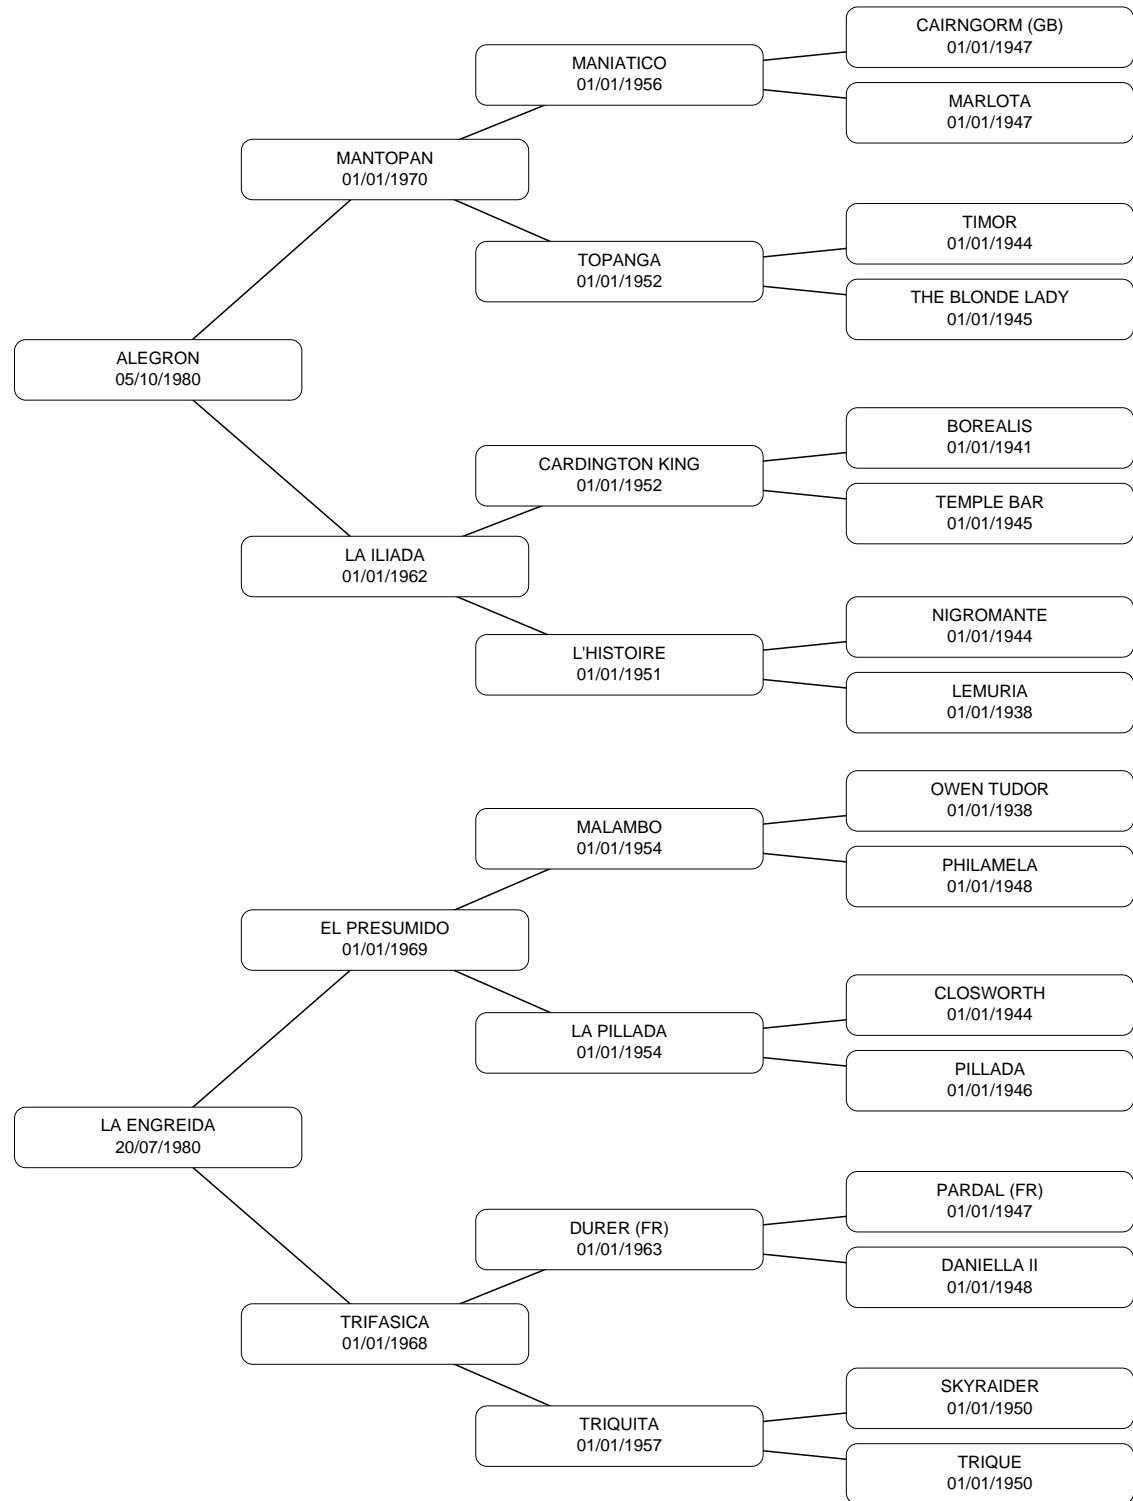 CAIRNGORM (GB)
01/01/1947
MANIATICO
01/01/1956
MARLOTA
01/01/1947
MANTOPAN
01/01/1970
TIMOR
01/01/1944
TOPANGA
01/01/1952
THE BLONDE LADY
01/01/1945
ALEGRON
05/10/1980
BOREALIS
01/01/1941
CARDINGTON KING
01/01/1952
TEMPLE BAR
01/01/1945
LA ILIADA
01/01/1962
NIGROMANTE
01/01/1944
L'HISTOIRE
01/01/1951
LEMURIA
01/01/1938
OWEN TUDOR
01/01/1938
MALAMBO
01/01/1954
PHILAMELA
01/01/1948
EL PRESUMIDO
01/01/1969
CLOSWORTH
01/01/1944
LA PILLADA
01/01/1954
PILLADA
01/01/1946
LA ENGREIDA
20/07/1980
PARDAL (FR)
01/01/1947
DURER (FR)
01/01/1963
DANIELLA II
01/01/1948
TRIFASICA
01/01/1968
SKYRAIDER
01/01/1950
TRIQUITA
01/01/1957
TRIQUE
01/01/1950